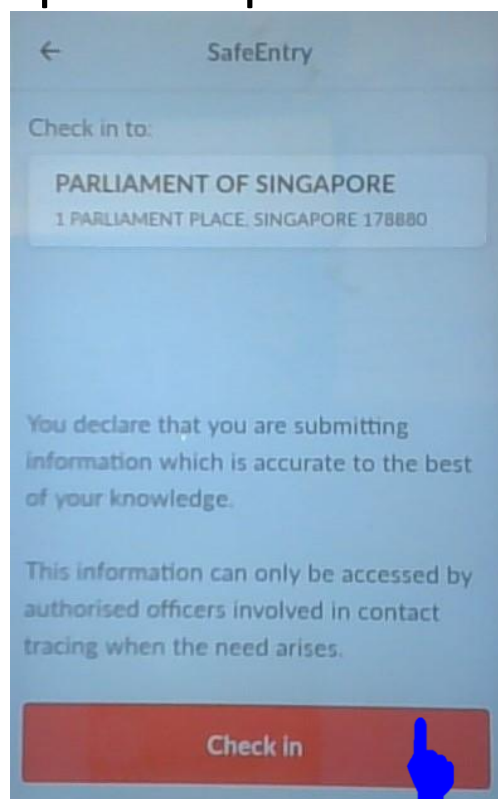 SafeEntry
Check in to:
PARLIAMENT OF SINGAPORE
1 PARLIAMENT PLACE, SINGAPORE 178880
You declare that you are submitting
information which is accurate to the best
of your knowledge.
This information can only be accessed by
authorised officers involved in contact
tracing when the need arises.
Check in